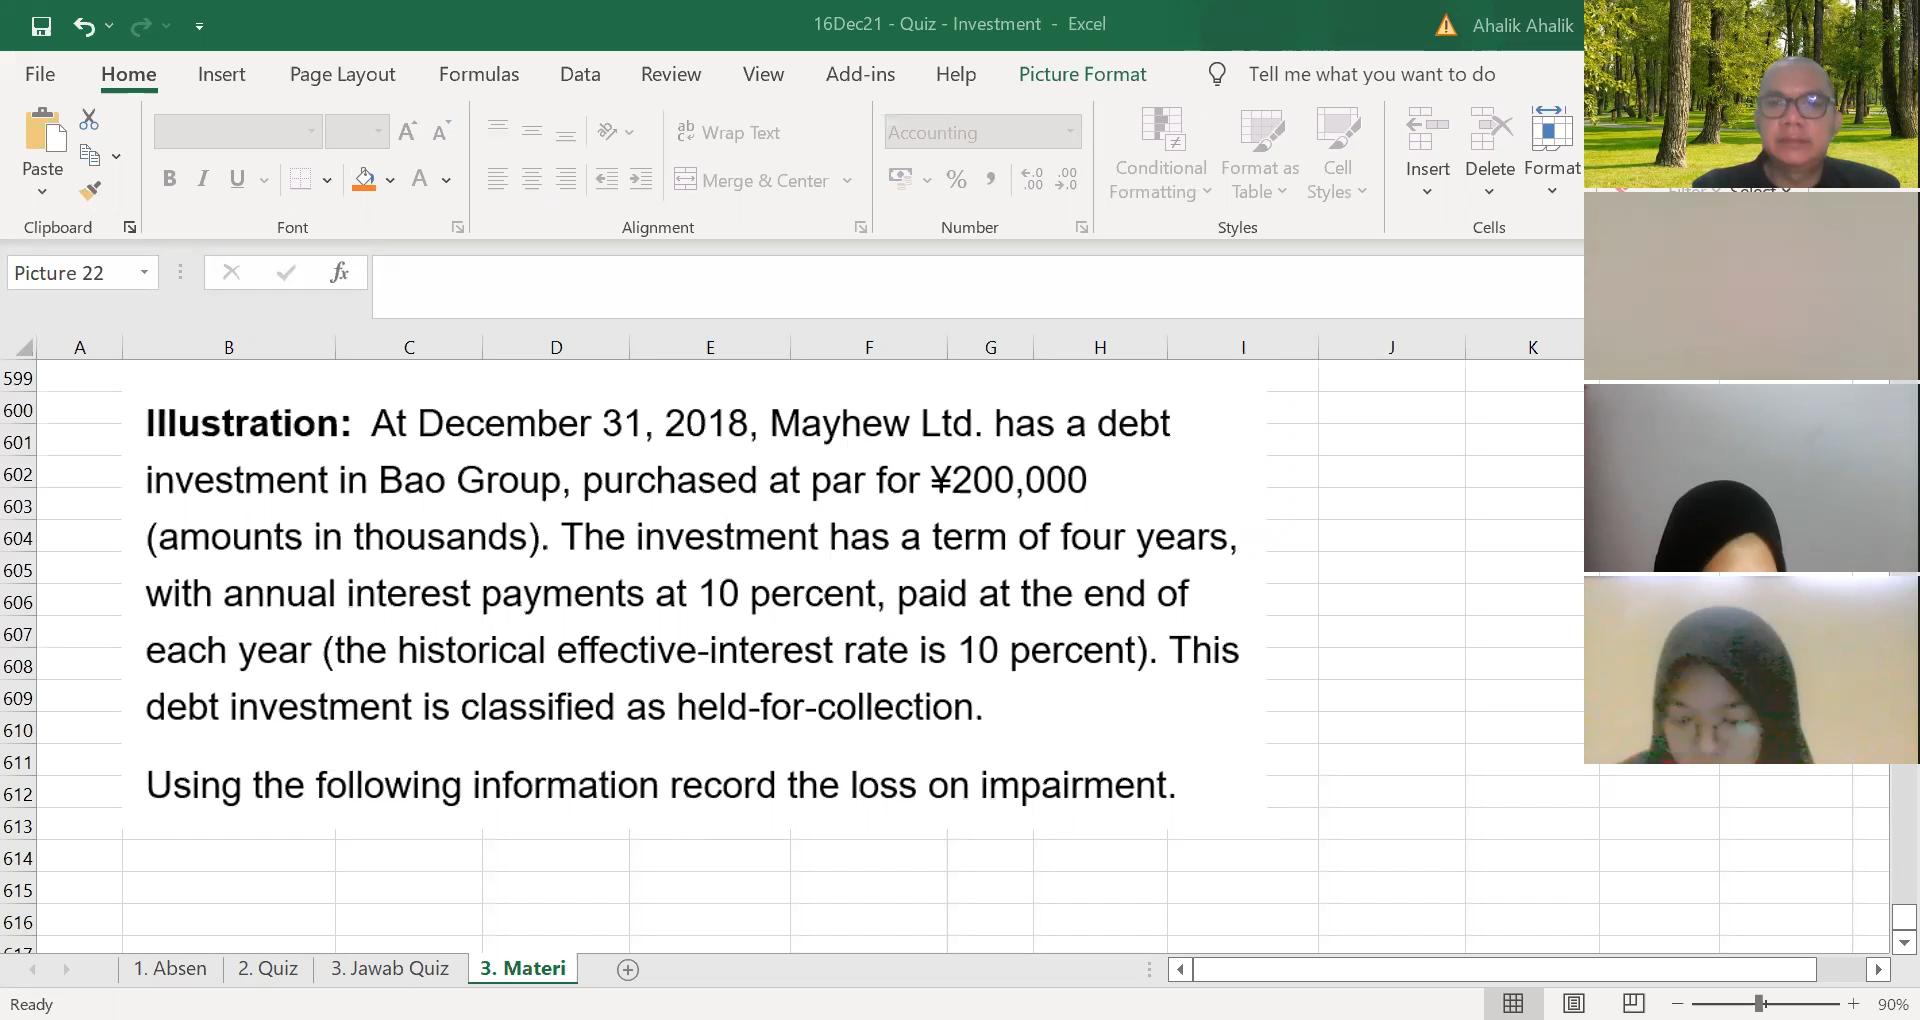 16Dec21 - Quiz - Investment - Excel
Ahalik Ahalik
File Home Insert Page Layout Formulas Data Review View Add-ins Help Picture Format Tell me what you want to do
Paste
Clipboard
B I U A
Font
ab Wrap Text
Merge & Center
Alignment
Accounting
% ,
Number
Conditional Formatting
Format as Table
Cell Styles
Styles
Insert Delete Format
Cells
Picture 22
fx
A B C D E F G H I J K
599
600
601
602
603
604
605
606
607
608
609
610
611
612
613
614
615
616
617
Illustration: At December 31, 2018, Mayhew Ltd. has a debt
investment in Bao Group, purchased at par for ¥200,000
(amounts in thousands). The investment has a term of four years,
with annual interest payments at 10 percent, paid at the end of
each year (the historical effective-interest rate is 10 percent). This
debt investment is classified as held-for-collection.
Using the following information record the loss on impairment.
1. Absen 2. Quiz 3. Jawab Quiz 3. Materi
Ready
90%